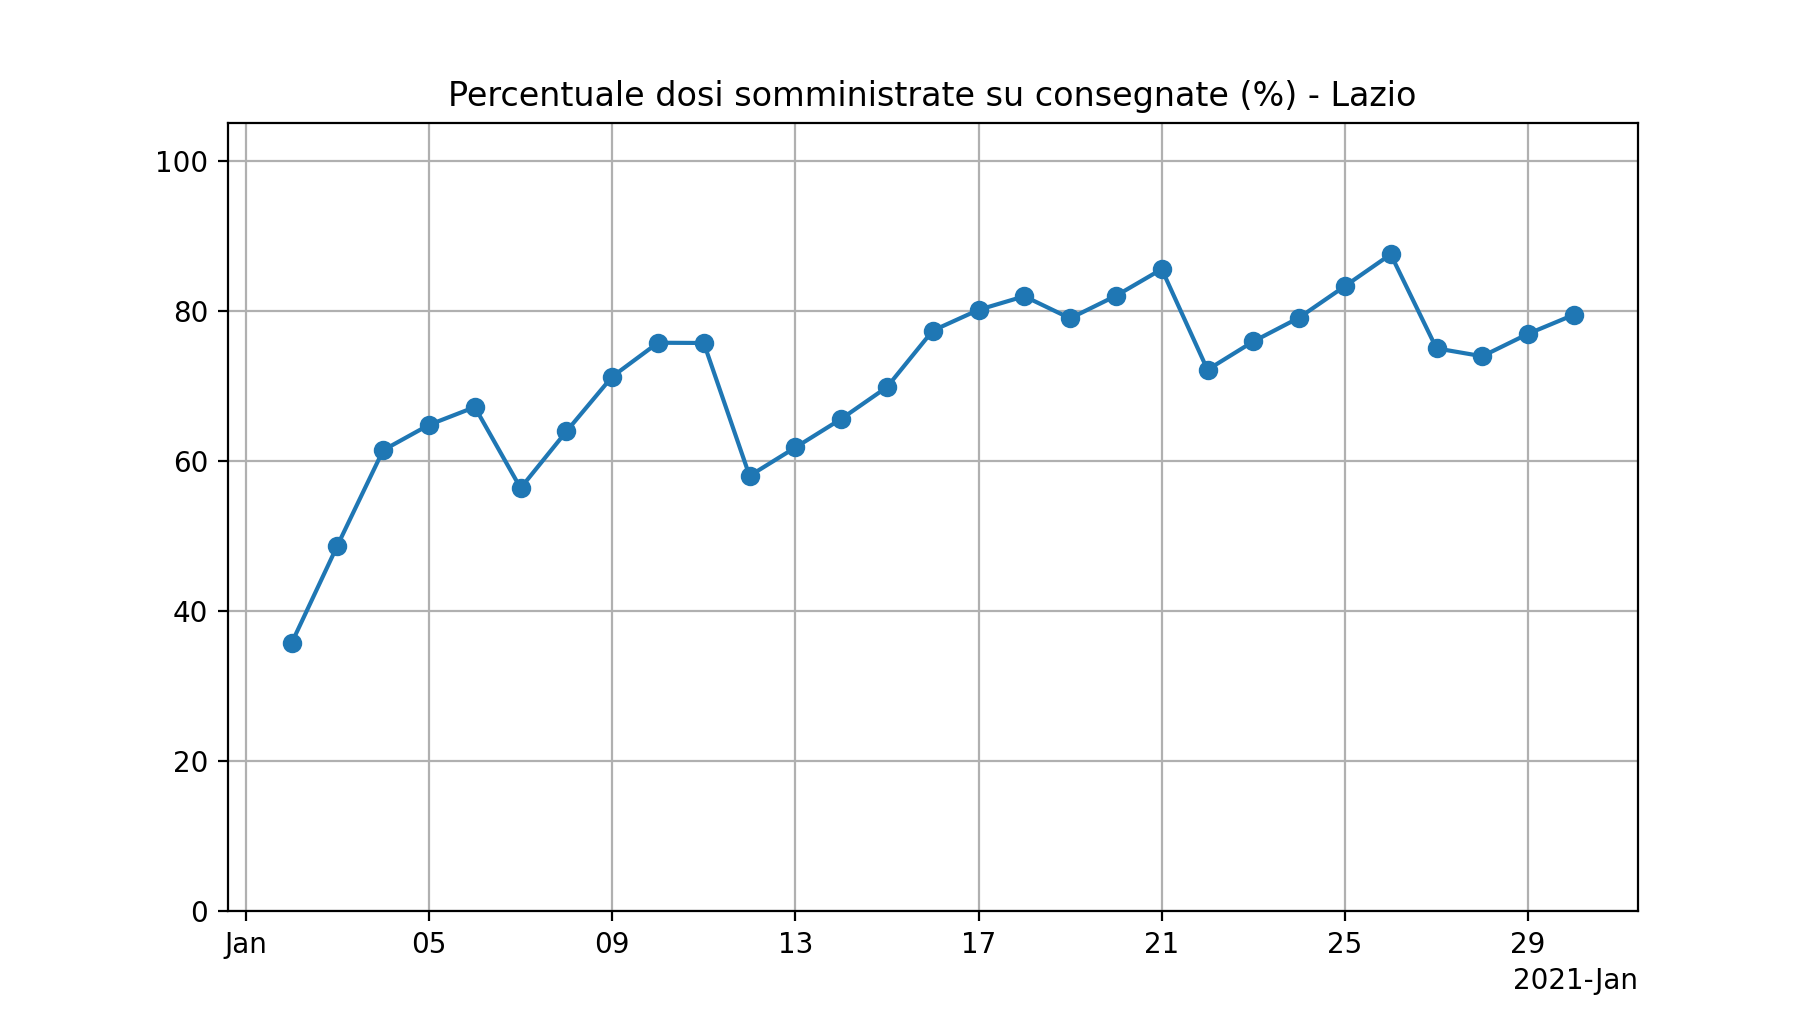 Percentuale dosi somministrate su consegnate (%) - Lazio
100
80
60
40
20
0
Jan 05 09 13 17 21 25 29
2021-Jan